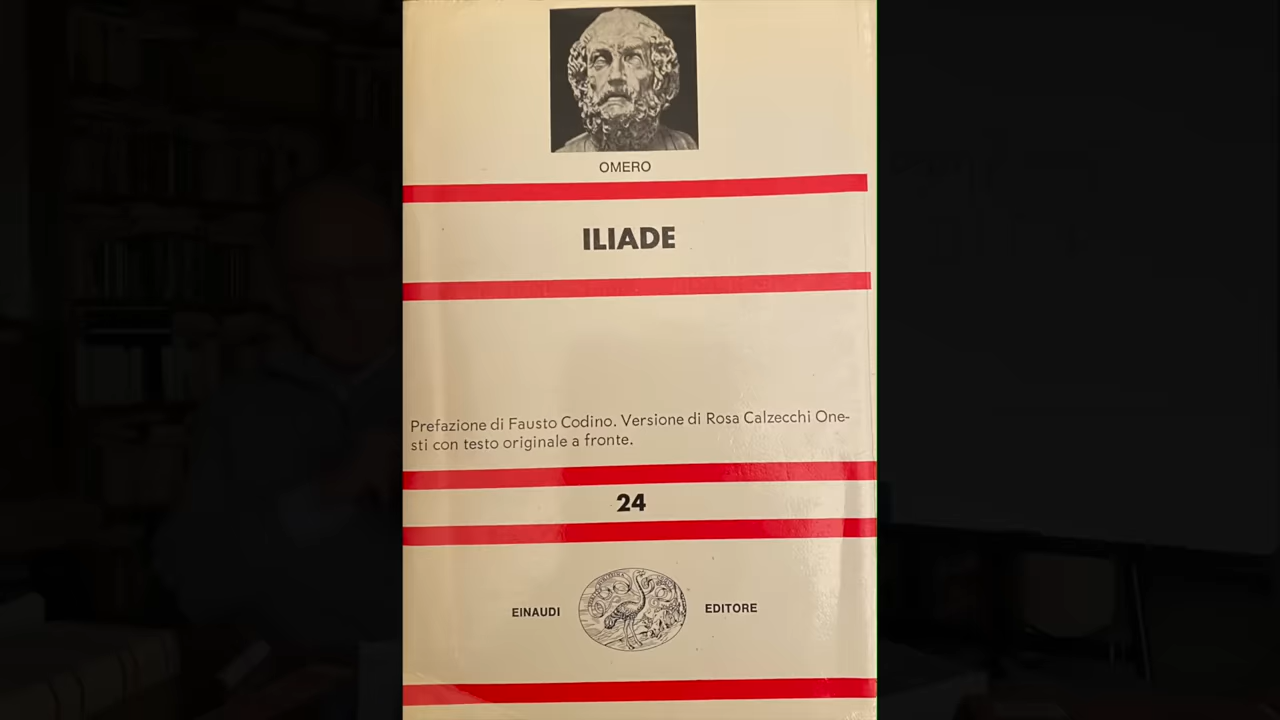 OMERO
ILIADE
Prefazione di Fausto Codino. Versione di Rosa Calzecchi One-
sti con testo originale a fronte.
24
EINAUDI EDITORE